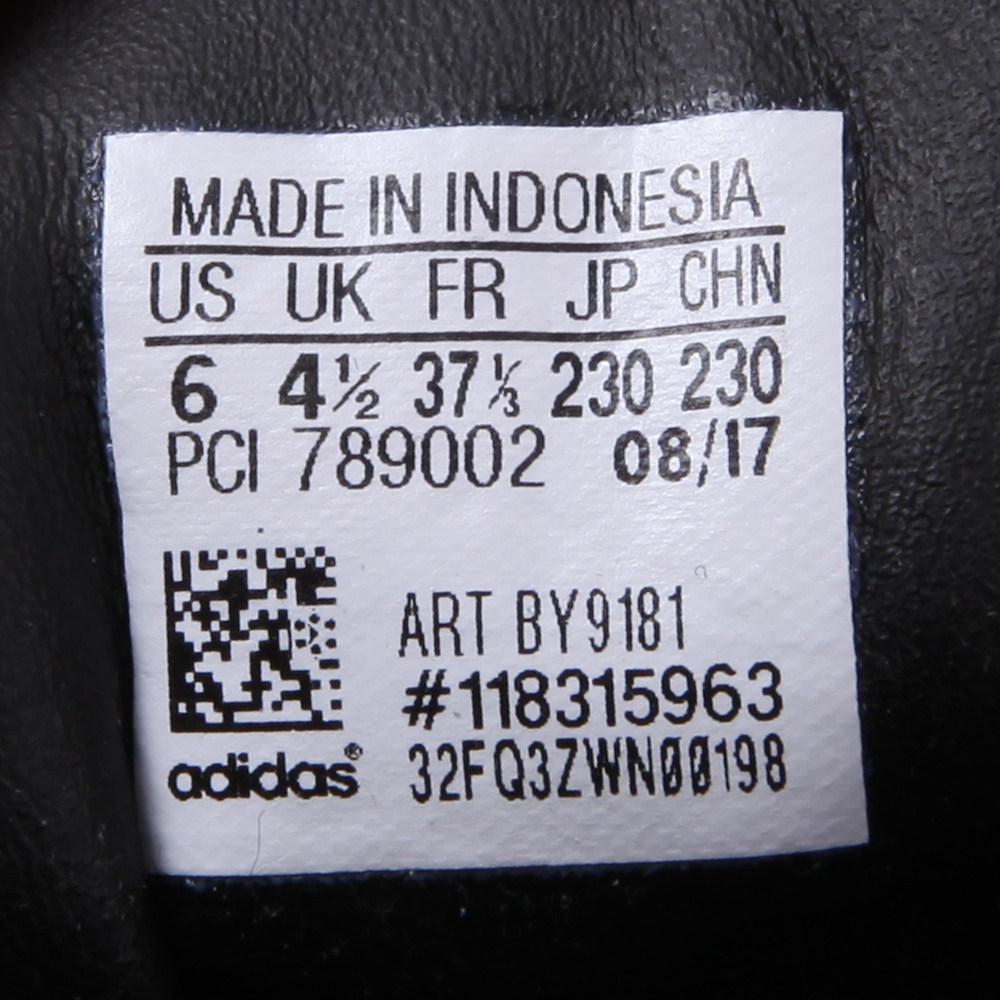 MADE IN INDONESIA
US UK FR JP CHN
6 4½ 37⅓ 230 230
PCI 789002 08/17
ART BY9181
#118315963
adidas® 32FQ3ZWN00198